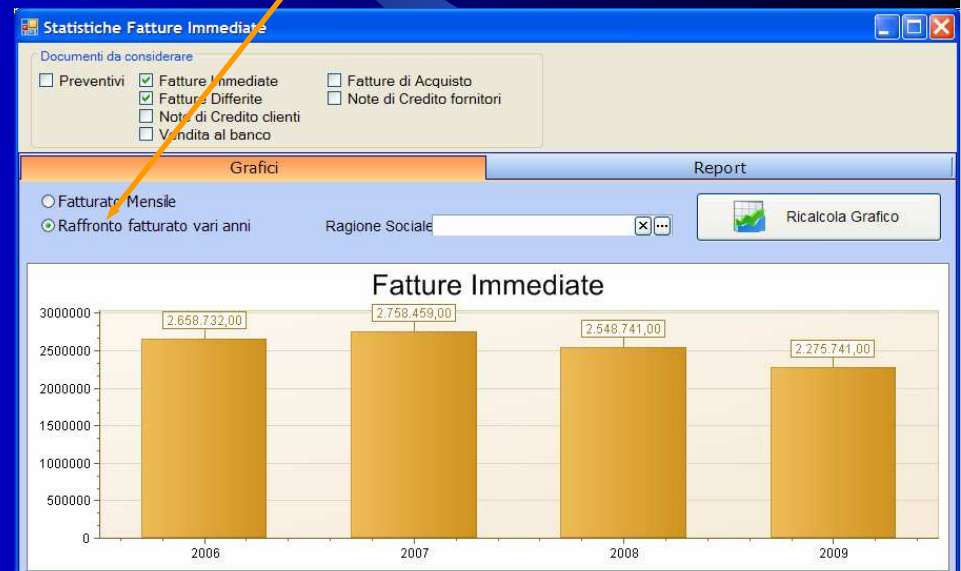 Statistiche Fatture Immediate
Documenti da considerare
Preventivi
Fatture Immediate
Fatture Differite
Note di Credito clienti
Vendita al banco
Fatture di Acquisto
Note di Credito fornitori
Grafici
Report
Fatturato Mensile
Raffronto fatturato vari anni
Ragione Sociale
Ricalcola Grafico
Fatture Immediate
3000000
2500000
2000000
1500000
1000000
500000
0
2.658.732,00
2.758.459,00
2.548.741,00
2.275.741,00
2006
2007
2008
2009